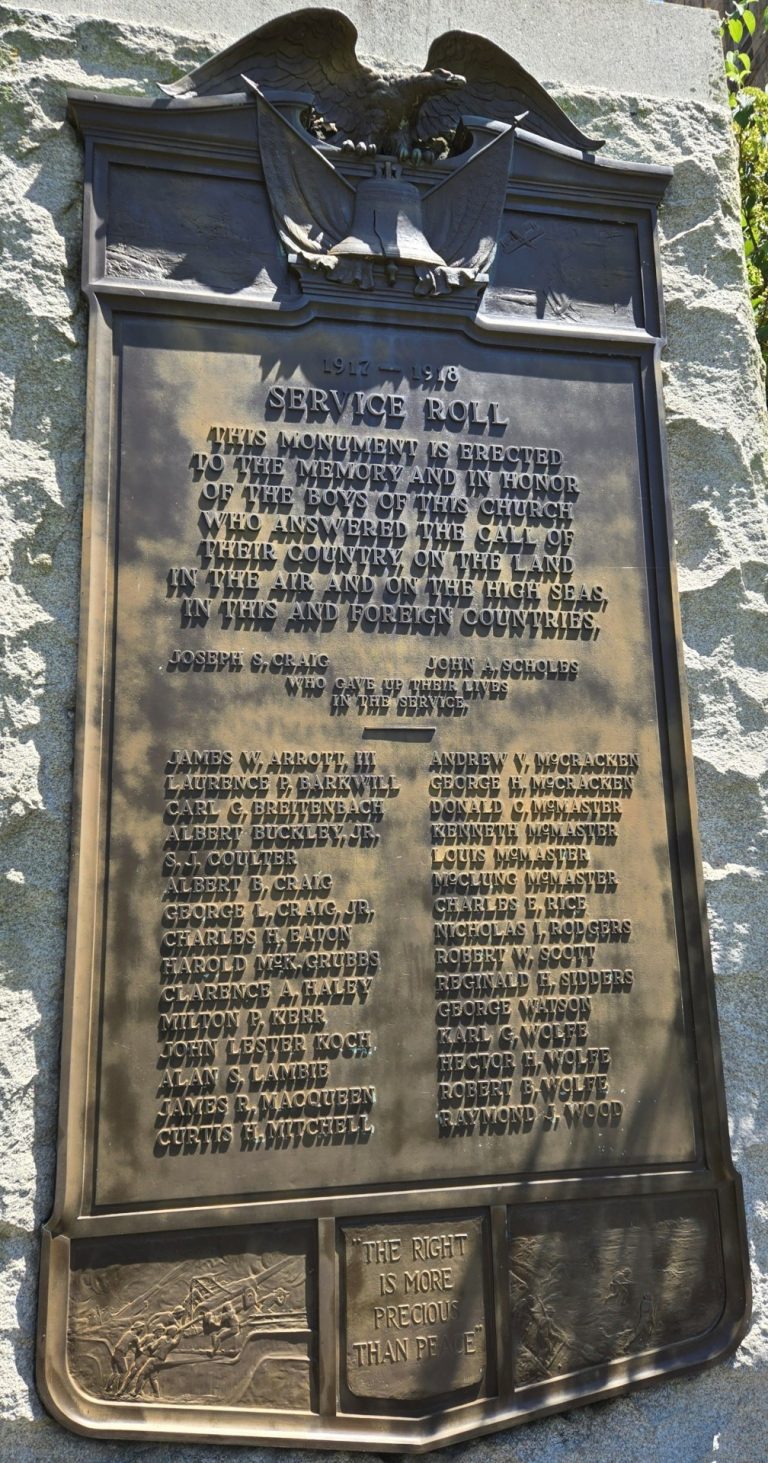 1917 — 1918
SERVICE ROLL
THIS MONUMENT IS ERECTED
TO THE MEMORY AND IN HONOR
OF THE BOYS OF THIS CHURCH
WHO ANSWERED THE CALL OF
THEIR COUNTRY, ON THE LAND
IN THE AIR AND ON THE HIGH SEAS,
IN THIS AND FOREIGN COUNTRIES.
JOSEPH S. CRAIG
JOHN A. SCHOLES
WHO GAVE UP THEIR LIVES
IN THE SERVICE.
JAMES W. ARROTT, III
LAURENCE F. BARKWILL
CARL G. BREITENBACH
ALBERT BUCKLEY, JR.
S. J. COULTER
ALBERT B. CRAIG
GEORGE L. CRAIG, JR.
CHARLES H. EATON
HAROLD McK. GRUBBS
CLARENCE A. HALEY
MILTON P. KERR
JOHN LESTER KOCH
ALAN S. LAMBIE
JAMES R. MACQUEEN
CURTIS H. MITCHELL
ANDREW V. McCRACKEN
GEORGE H. McCRACKEN
DONALD C. McMASTER
KENNETH McMASTER
LOUIS McMASTER
McCLUNG McMASTER
CHARLES E. RICE
NICHOLAS I. RODGERS
ROBERT W. SCOTT
REGINALD H. SIDDERS
GEORGE WATSON
KARL G. WOLFE
HECTOR H. WOLFE
ROBERT B. WOLFE
RAYMOND J. WOOD
"THE RIGHT
IS MORE
PRECIOUS
THAN PEACE"